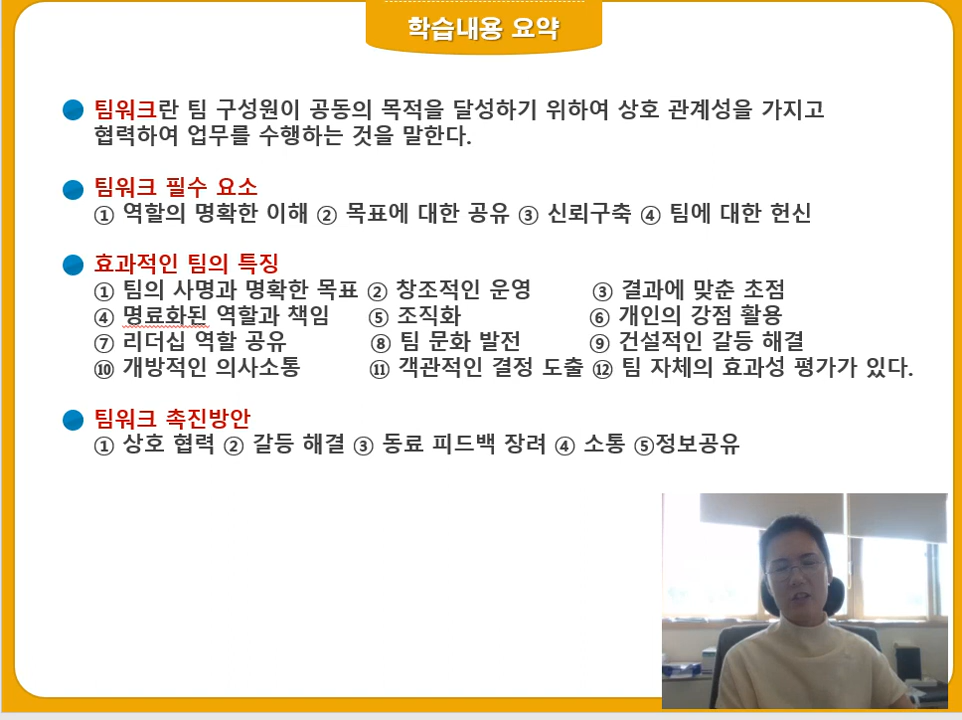 학습내용 요약
팀워크란 팀 구성원이 공동의 목적을 달성하기 위하여 상호 관계성을 가지고
협력하여 업무를 수행하는 것을 말한다.
팀워크 필수 요소
① 역할의 명확한 이해 ② 목표에 대한 공유 ③ 신뢰구축 ④ 팀에 대한 헌신
효과적인 팀의 특징
① 팀의 사명과 명확한 목표 ② 창조적인 운영 ③ 결과에 맞춘 초점
④ 명료화된 역할과 책임 ⑤ 조직화 ⑥ 개인의 강점 활용
⑦ 리더십 역할 공유 ⑧ 팀 문화 발전 ⑨ 건설적인 갈등 해결
⑩ 개방적인 의사소통 ⑪ 객관적인 결정 도출 ⑫ 팀 자체의 효과성 평가가 있다.
팀워크 촉진방안
① 상호 협력 ② 갈등 해결 ③ 동료 피드백 장려 ④ 소통 ⑤정보공유